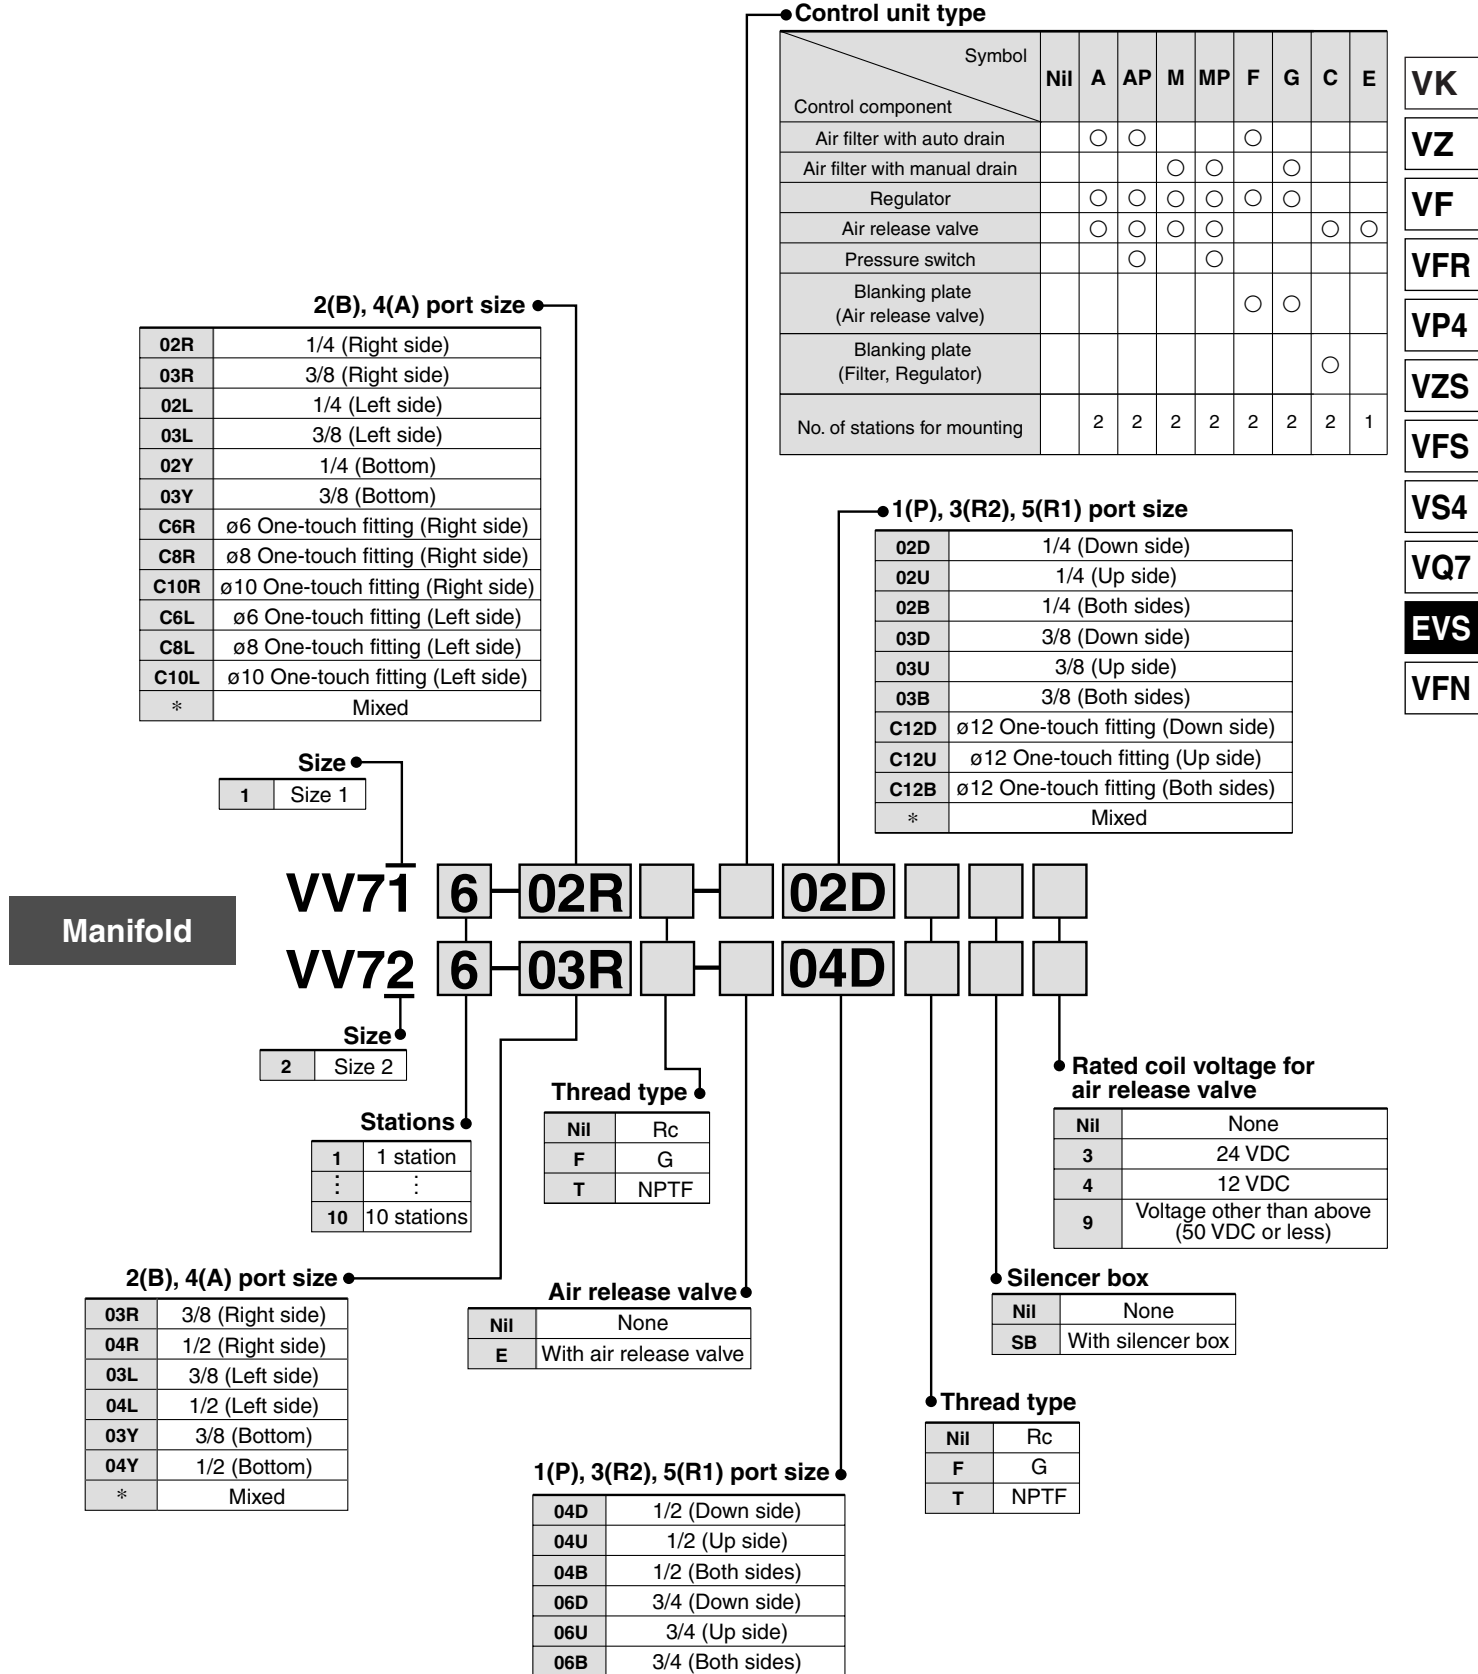 Control unit type
Symbol
Control component
Nil A AP M MP F G C E
Air filter with auto drain ○ ○ ○
Air filter with manual drain ○ ○ ○
Regulator ○ ○ ○ ○ ○ ○
Air release valve ○ ○ ○ ○ ○ ○
Pressure switch ○ ○
Blanking plate
(Air release valve) ○ ○
Blanking plate
(Filter, Regulator) ○
No. of stations for mounting 2 2 2 2 2 2 2 1
VK
VZ
VF
VFR
VP4
VZS
VFS
VS4
VQ7
EVS
VFN
2(B), 4(A) port size
02R 1/4 (Right side)
03R 3/8 (Right side)
02L 1/4 (Left side)
03L 3/8 (Left side)
02Y 1/4 (Bottom)
03Y 3/8 (Bottom)
C6R ø6 One-touch fitting (Right side)
C8R ø8 One-touch fitting (Right side)
C10R ø10 One-touch fitting (Right side)
C6L ø6 One-touch fitting (Left side)
C8L ø8 One-touch fitting (Left side)
C10L ø10 One-touch fitting (Left side)
* Mixed
1(P), 3(R2), 5(R1) port size
02D 1/4 (Down side)
02U 1/4 (Up side)
02B 1/4 (Both sides)
03D 3/8 (Down side)
03U 3/8 (Up side)
03B 3/8 (Both sides)
C12D ø12 One-touch fitting (Down side)
C12U ø12 One-touch fitting (Up side)
C12B ø12 One-touch fitting (Both sides)
* Mixed
Size
1 Size 1
Manifold
VV71 6 - 02R - 02D
VV72 6 - 03R - 04D
Size
2 Size 2
Stations
1 1 station
⋮ ⋮
10 10 stations
Thread type
Nil Rc
F G
T NPTF
Rated coil voltage for
air release valve
Nil None
3 24 VDC
4 12 VDC
9 Voltage other than above
(50 VDC or less)
2(B), 4(A) port size
03R 3/8 (Right side)
04R 1/2 (Right side)
03L 3/8 (Left side)
04L 1/2 (Left side)
03Y 3/8 (Bottom)
04Y 1/2 (Bottom)
* Mixed
Air release valve
Nil None
E With air release valve
Silencer box
Nil None
SB With silencer box
Thread type
Nil Rc
F G
T NPTF
1(P), 3(R2), 5(R1) port size
04D 1/2 (Down side)
04U 1/2 (Up side)
04B 1/2 (Both sides)
06D 3/4 (Down side)
06U 3/4 (Up side)
06B 3/4 (Both sides)